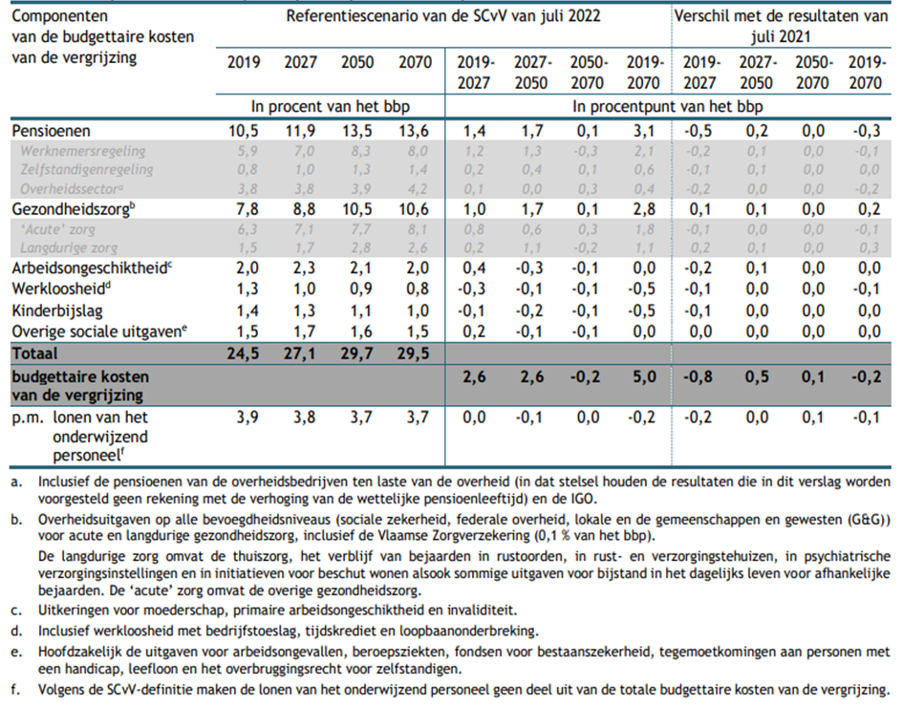 Componenten van de budgettaire kosten van de vergrijzing Referentiescenario van de SCvV van juli 2022 Verschil met de resultaten van juli 2021
2019 2027 2050 2070 2019-2027 2027-2050 2050-2070 2019-2070 2019-2027 2027-2050 2050-2070 2019-2070
In procent van het bbp In procentpunt van het bbp
Pensioenen 10,5 11,9 13,5 13,6 1,4 1,7 0,1 3,1 -0,5 0,2 0,0 -0,3
Werknemersregeling 5,9 7,0 8,3 8,0 1,2 1,3 -0,3 2,1 -0,2 0,1 0,0 -0,1
Zelfstandigenregeling 0,8 1,0 1,3 1,4 0,2 0,4 0,1 0,6 -0,1 0,1 0,0 0,0
Overheidssectorª 3,8 3,8 3,9 4,2 0,1 0,0 0,3 0,4 -0,2 0,0 0,0 -0,2
Gezondheidszorgᵇ 7,8 8,8 10,5 10,6 1,0 1,7 0,1 2,8 0,1 0,1 0,0 0,2
‘Acute’ zorg 6,3 7,1 7,7 8,1 0,8 0,6 0,3 1,8 -0,1 0,0 0,0 -0,1
Langdurige zorg 1,5 1,7 2,8 2,6 0,2 1,1 -0,2 1,1 0,2 0,1 0,0 0,3
Arbeidsongeschiktheidᶜ 2,0 2,3 2,1 2,0 0,4 -0,3 -0,1 0,0 -0,2 0,1 0,0 0,0
Werkloosheidᵈ 1,3 1,0 0,9 0,8 -0,3 -0,1 -0,1 -0,5 -0,1 0,0 0,0 -0,1
Kinderbijslag 1,4 1,3 1,1 1,0 -0,1 -0,2 -0,1 -0,5 -0,1 0,0 0,0 0,0
Overige sociale uitgavenᵉ 1,5 1,7 1,6 1,5 0,2 -0,1 -0,1 0,0 0,0 0,0 0,0 0,0
Totaal 24,5 27,1 29,7 29,5
budgettaire kosten van de vergrijzing 2,6 2,6 -0,2 5,0 -0,8 0,5 0,1 -0,2
p.m. lonen van het onderwijzend personeelᶠ 3,9 3,8 3,7 3,7 0,0 -0,1 0,0 -0,2 -0,2 0,0 0,1 -0,1
a. Inclusief de pensioenen van de overheidsbedrijven ten laste van de overheid (in dat stelsel houden de resultaten die in dit verslag worden
voorgesteld geen rekening met de verhoging van de wettelijke pensioenleeftijd) en de IGO.
b. Overheidsuitgaven op alle bevoegdheidsniveaus (sociale zekerheid, federale overheid, lokale en de gemeenschappen en gewesten (G&G))
voor acute en langdurige gezondheidszorg, inclusief de Vlaamse Zorgverzekering (0,1 % van het bbp).
De langdurige zorg omvat de thuiszorg, het verblijf van bejaarden in rustoorden, in rust- en verzorgingstehuizen, in psychiatrische
verzorgingsinstellingen en in initiatieven voor beschut wonen alsook sommige uitgaven voor bijstand in het dagelijks leven voor afhankelijke
bejaarden. De ‘acute’ zorg omvat de overige gezondheidszorg.
c. Uitkeringen voor moederschap, primaire arbeidsongeschiktheid en invaliditeit.
d. Inclusief werkloosheid met bedrijfstoeslag, tijdskrediet en loopbaanonderbreking.
e. Hoofdzakelijk de uitgaven voor arbeidsongevallen, beroepsziekten, fondsen voor bestaanszekerheid, tegemoetkomingen aan personen met
een handicap, leefloon en het overbruggingsrecht voor zelfstandigen.
f. Volgens de SCvV-definitie maken de lonen van het onderwijzend personeel geen deel uit van de totale budgettaire kosten van de vergrijzing.